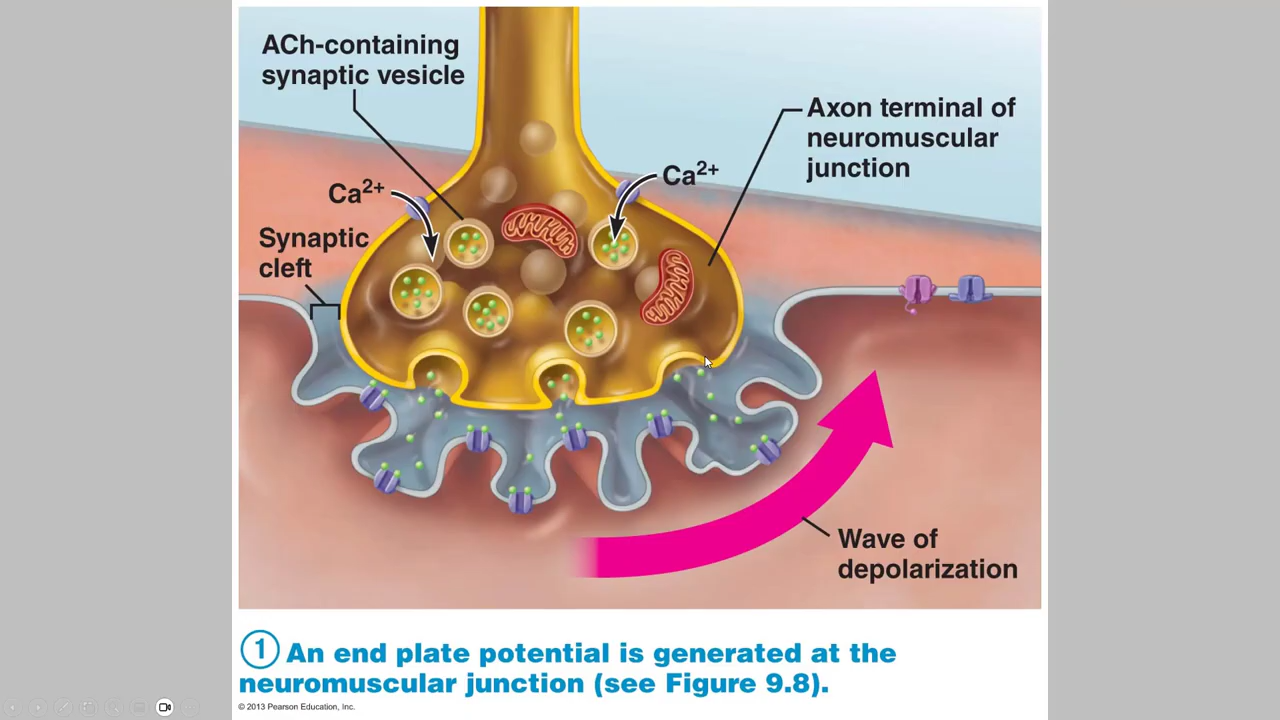 ACh-containing
synaptic vesicle
Axon terminal of
neuromuscular
junction
Ca2+
Ca2+
Synaptic
cleft
Wave of
depolarization
1 An end plate potential is generated at the
neuromuscular junction (see Figure 9.8).
© 2013 Pearson Education, Inc.